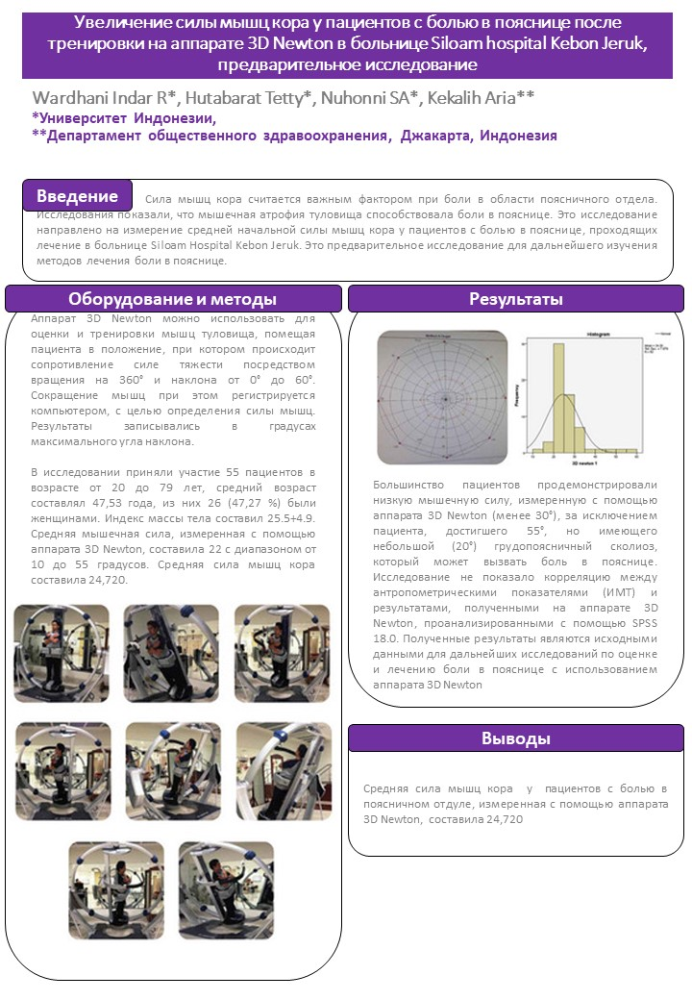 Увеличение силы мышц кора у пациентов с болью в пояснице после
тренировки на аппарате 3D Newton в больнице Siloam hospital Kebon Jeruk,
предварительное исследование
Wardhani Indar R*, Hutabarat Tetty*, Nuhonni SA*, Kekalih Aria**
*Университет Индонезии,
**Департамент общественного здравоохранения, Джакарта, Индонезия
Введение
Сила мышц кора считается важным фактором при боли в области поясничного отдела.
Исследования показали, что мышечная атрофия туловища способствовала боли в пояснице. Это исследование
направлено на измерение средней начальной силы мышц кора у пациентов с болью в пояснице, проходящих
лечение в больнице Siloam Hospital Kebon Jeruk. Это предварительное исследование для дальнейшего изучения
методов лечения боли в пояснице.
Оборудование и методы
Аппарат 3D Newton можно использовать для
оценки и тренировки мышц туловища, помещая
пациента в положение, при котором происходит
сопротивление силе тяжести посредством
вращения на 360° и наклона от 0° до 60°.
Сокращение мышц при этом регистрируется
компьютером, с целью определения силы мышц.
Результаты записывались в градусах
максимального угла наклона.
В исследовании приняли участие 55 пациентов в
возрасте от 20 до 79 лет, средний возраст
составлял 47,53 года, из них 26 (47,27 %) были
женщинами. Индекс массы тела составил 25.5+4.9.
Средняя мышечная сила, измеренная с помощью
аппарата 3D Newton, составила 22 с диапазоном от
10 до 55 градусов. Средняя сила мышц кора
составила 24,720.
Результаты
Histogram
Frequency
3D newton 1
Большинство пациентов продемонстрировали
низкую мышечную силу, измеренную с помощью
аппарата 3D Newton (менее 30°), за исключением
пациента, достигшего 55°, но имеющего
небольшой (20°) грудопоясничный сколиоз,
который может вызвать боль в пояснице.
Исследование не показало корреляцию между
антропометрическими показателями (ИМТ) и
результатами, полученными на аппарате 3D
Newton, проанализированными с помощью SPSS
18.0. Полученные результаты являются исходными
данными для дальнейших исследований по оценке
и лечению боли в пояснице с использованием
аппарата 3D Newton
Выводы
Средняя сила мышц кора у пациентов с болью в
поясничном отдуле, измеренная с помощью аппарата
3D Newton, составила 24,720